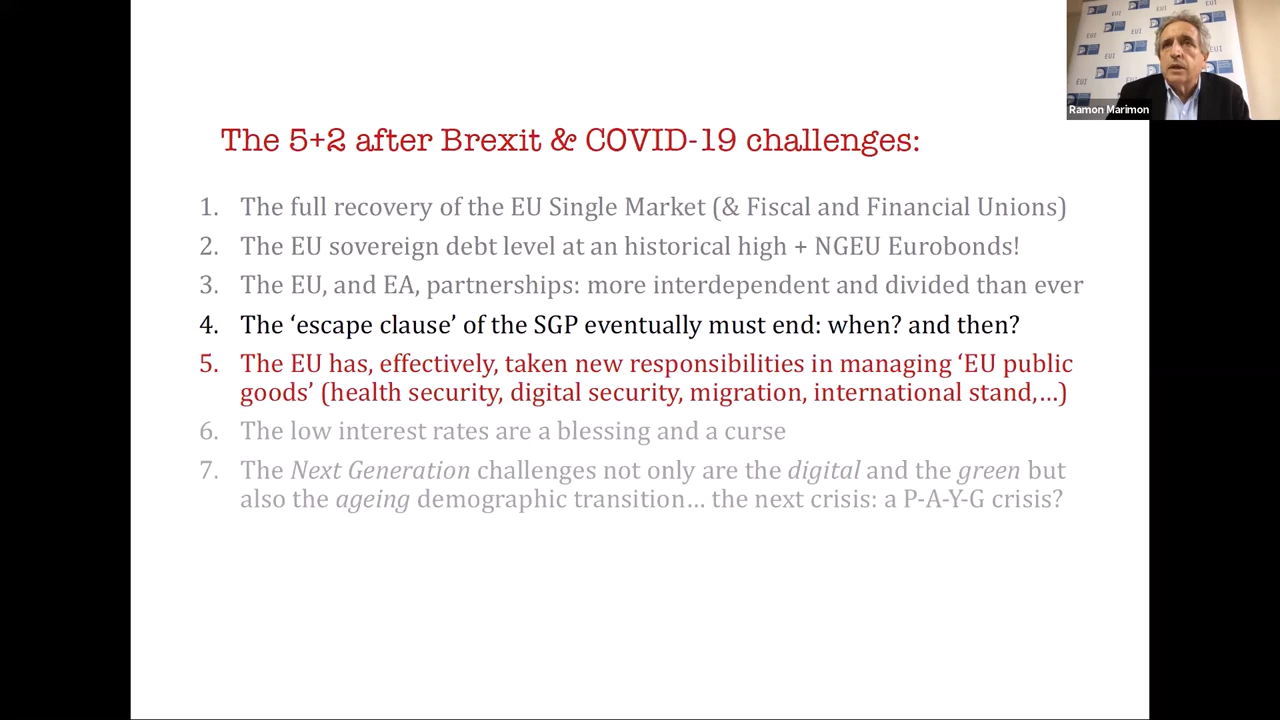 EUI
EUI
EUI
EUI
EUI
Ramon Marimon
The 5+2 after Brexit & COVID-19 challenges:
1. The full recovery of the EU Single Market (& Fiscal and Financial Unions)
2. The EU sovereign debt level at an historical high + NGEU Eurobonds!
3. The EU, and EA, partnerships: more interdependent and divided than ever
4. The ‘escape clause’ of the SGP eventually must end: when? and then?
5. The EU has, effectively, taken new responsibilities in managing ‘EU public
goods’ (health security, digital security, migration, international stand,…)
6. The low interest rates are a blessing and a curse
7. The Next Generation challenges not only are the digital and the green but
also the ageing demographic transition… the next crisis: a P-A-Y-G crisis?